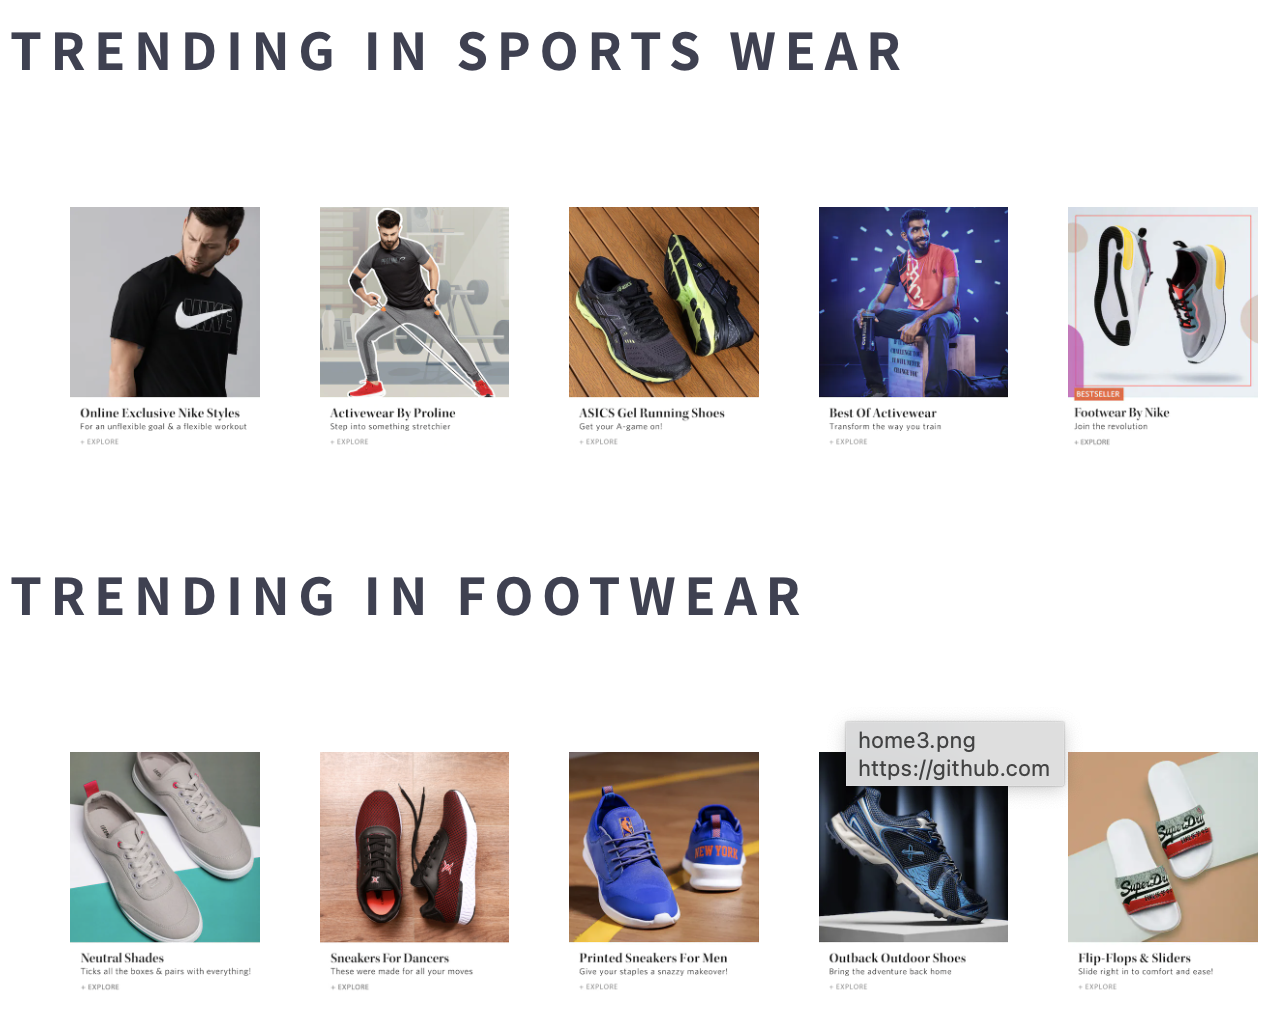 TRENDING IN SPORTS WEAR
NIKE
BESTSELLER
Online Exclusive Nike Styles
For an unflexible goal & a flexible workout
+ EXPLORE
Activewear By Proline
Step into something stretchier
+ EXPLORE
ASICS Gel Running Shoes
Get your A-game on!
+ EXPLORE
Best Of Activewear
Transform the way you train
+ EXPLORE
Footwear By Nike
Join the revolution
+ EXPLORE
TRENDING IN FOOTWEAR
home3.png
https://github.com
NEW YORK
SuperDry
SuperDry
Neutral Shades
Ticks all the boxes & pairs with everything!
+ EXPLORE
Sneakers For Dancers
These were made for all your moves
+ EXPLORE
Printed Sneakers For Men
Give your staples a snazzy makeover!
+ EXPLORE
Outback Outdoor Shoes
Bring the adventure back home
+ EXPLORE
Flip-Flops & Sliders
Slide right in to comfort and ease!
+ EXPLORE